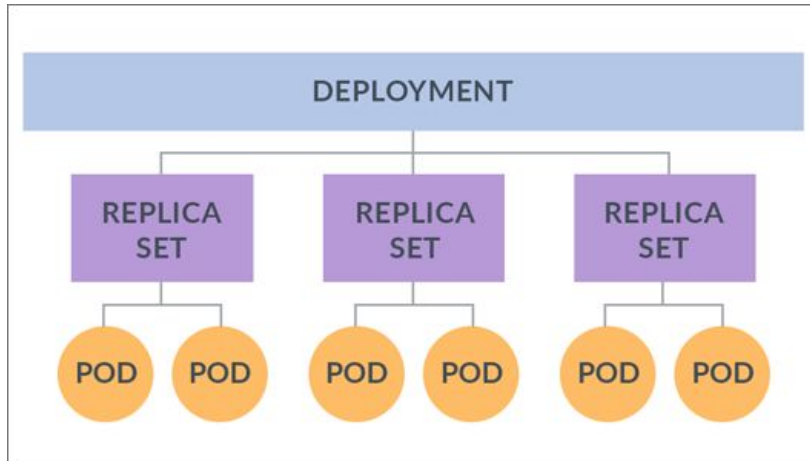 DEPLOYMENT
REPLICA
SET
REPLICA
SET
REPLICA
SET
POD
POD
POD
POD
POD
POD